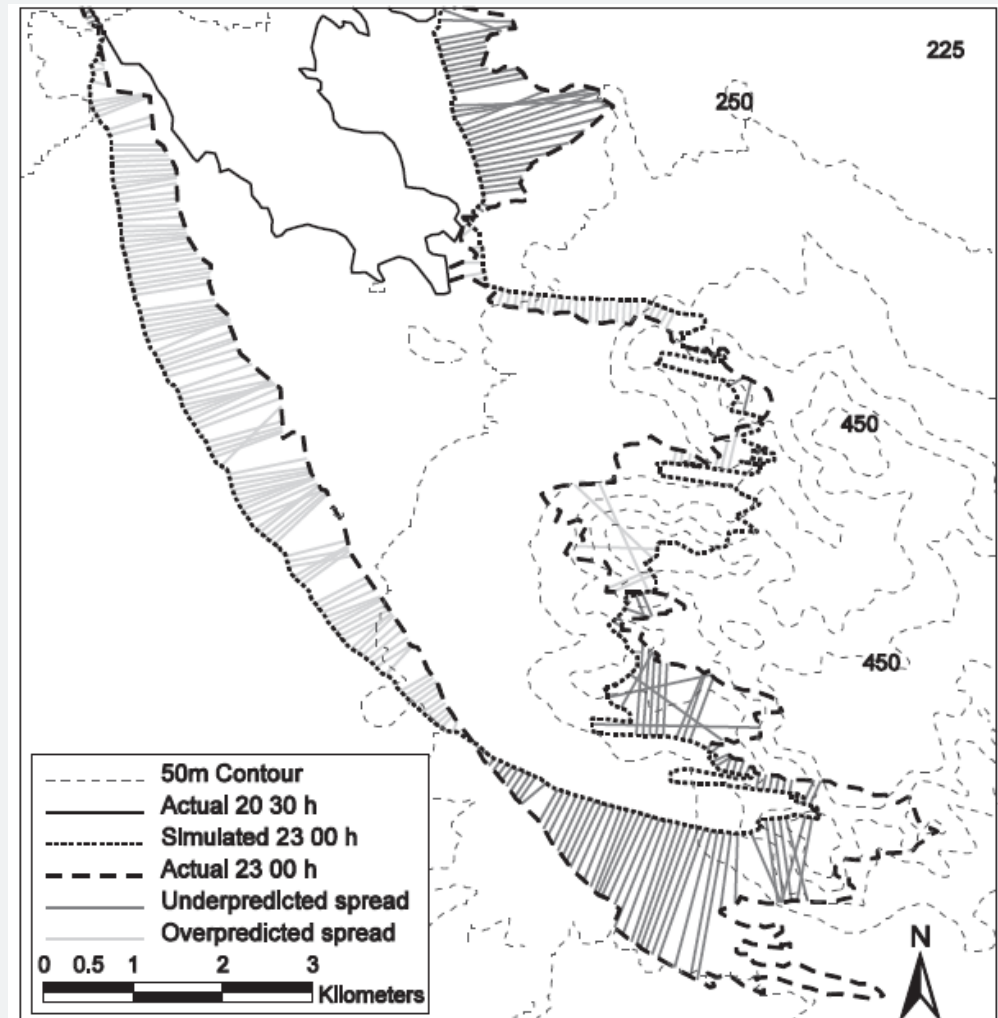 225
250
450
450
50m Contour
Actual 20 30 h
Simulated 23 00 h
Actual 23 00 h
Underpredicted spread
Overpredicted spread
0 0.5 1 2 3
Kilometers
N